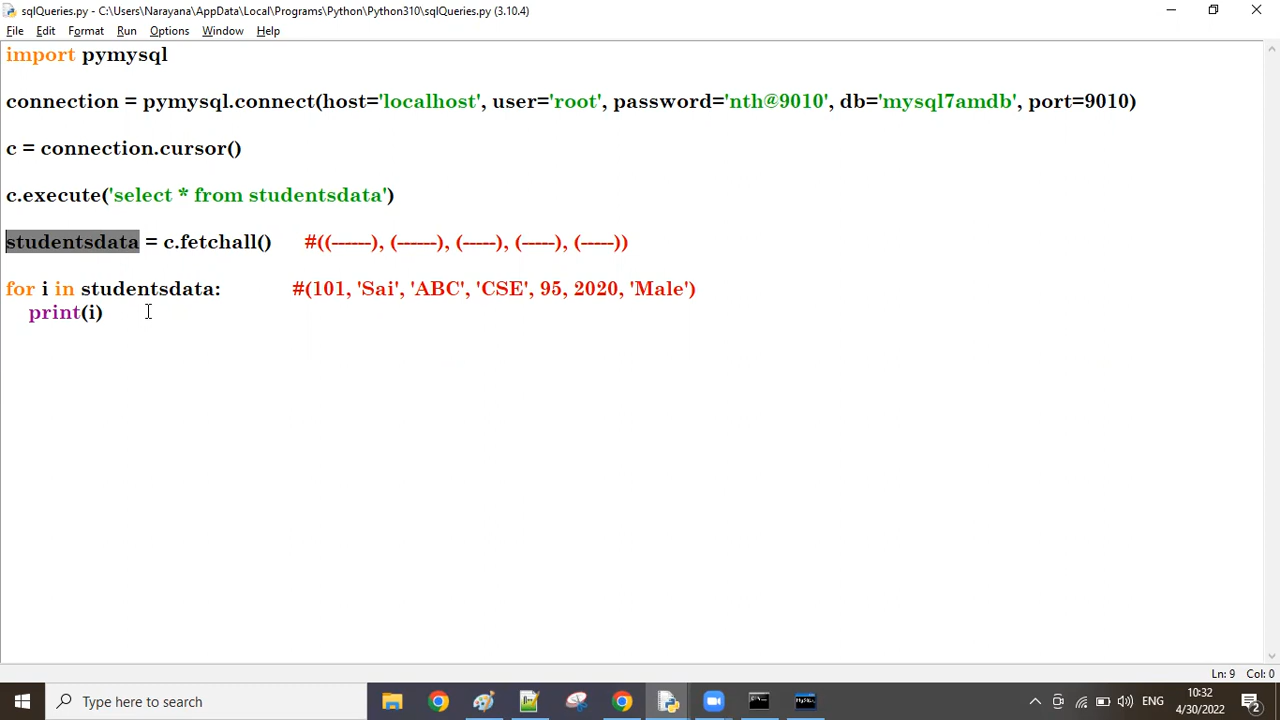 sqlQueries.py - C:\Users\Narayana\AppData\Local\Programs\Python\Python310\sqlQueries.py (3.10.4)
File Edit Format Run Options Window Help
import pymysql
connection = pymysql.connect(host='localhost', user='root', password='nth@9010', db='mysql7amdb', port=9010)
c = connection.cursor()
c.execute('select * from studentsdata')
studentsdata = c.fetchall() #((------), (------), (-----), (-----), (-----))
for i in studentsdata: #(101, 'Sai', 'ABC', 'CSE', 95, 2020, 'Male')
print(i)
Ln: 9 Col: 0
Type here to search
ENG
10:32
4/30/2022
2